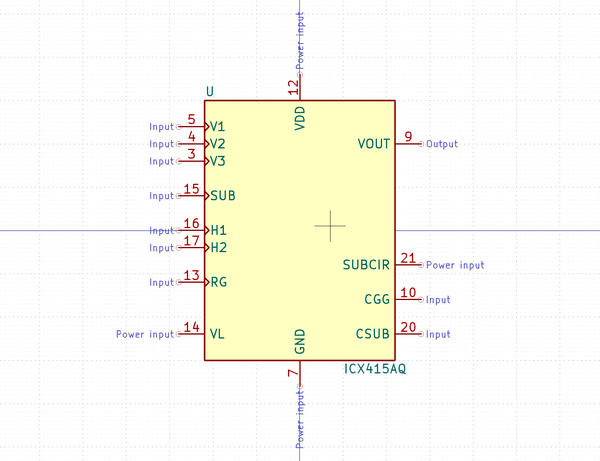 Power input
12
VDD
U
Input 5 V1
Input 4 V2
Input 3 V3
VOUT 9 Output
Input 15 SUB
Input 16 H1
Input 17 H2
SUBCIR 21 Power input
Input 13 RG
CGG 10 Input
Power input 14 VL
CSUB 20 Input
GND
7
ICX415AQ
Power input